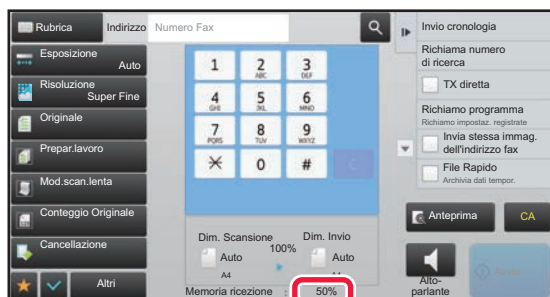 Rubrica
Indirizzo
Numero Fax
Esposizione
Auto
Risoluzione
Super Fine
Originale
Prepar.lavoro
Mod.scan.lenta
Conteggio Originale
Cancellazione
Altri
1
2
ABC
3
DEF
4
GHI
5
JKL
6
MNO
7
PQRS
8
TUV
9
WXYZ
0
#
C
Dim. Scansione
100%
Dim. Invio
Auto
A4
Auto
A4
Memoria ricezione : 50%
Invio cronologia
Richiama numero
di ricerca
TX diretta
Richiamo programma
Richiamo impostaz. registrate
Invia stessa immag.
dell'indirizzo fax
File Rapido
Archivia dati tempor.
Anteprima
CA
Alto-
parlante